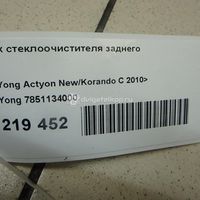 стеклоочистителя заднего
Yong Actyon New/Korando C 2010>
Yong 7851134000
219 452